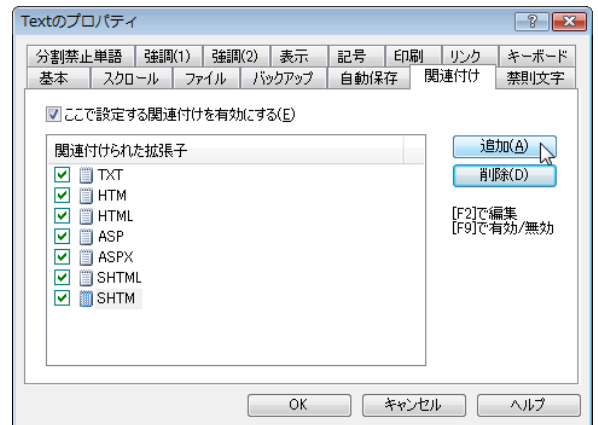 Textのプロパティ
分割禁止単語 強調(1) 強調(2) 表示 記号 印刷 リンク キーボード
基本 スクロール ファイル バックアップ 自動保存 関連付け 禁則文字
ここで設定する関連付けを有効にする(E)
関連付けられた拡張子
追加(A)
TXT
削除(D)
HTM
HTML
[F2]で編集
[F9]で有効/無効
ASP
ASPX
SHTML
SHTM
OK キャンセル ヘルプ